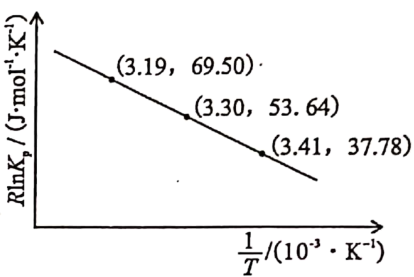 RlnKₚ / (J·mol⁻¹·K⁻¹)
(3.19, 69.50)
(3.30, 53.64)
(3.41, 37.78)
1/T/(10⁻³·K⁻¹)